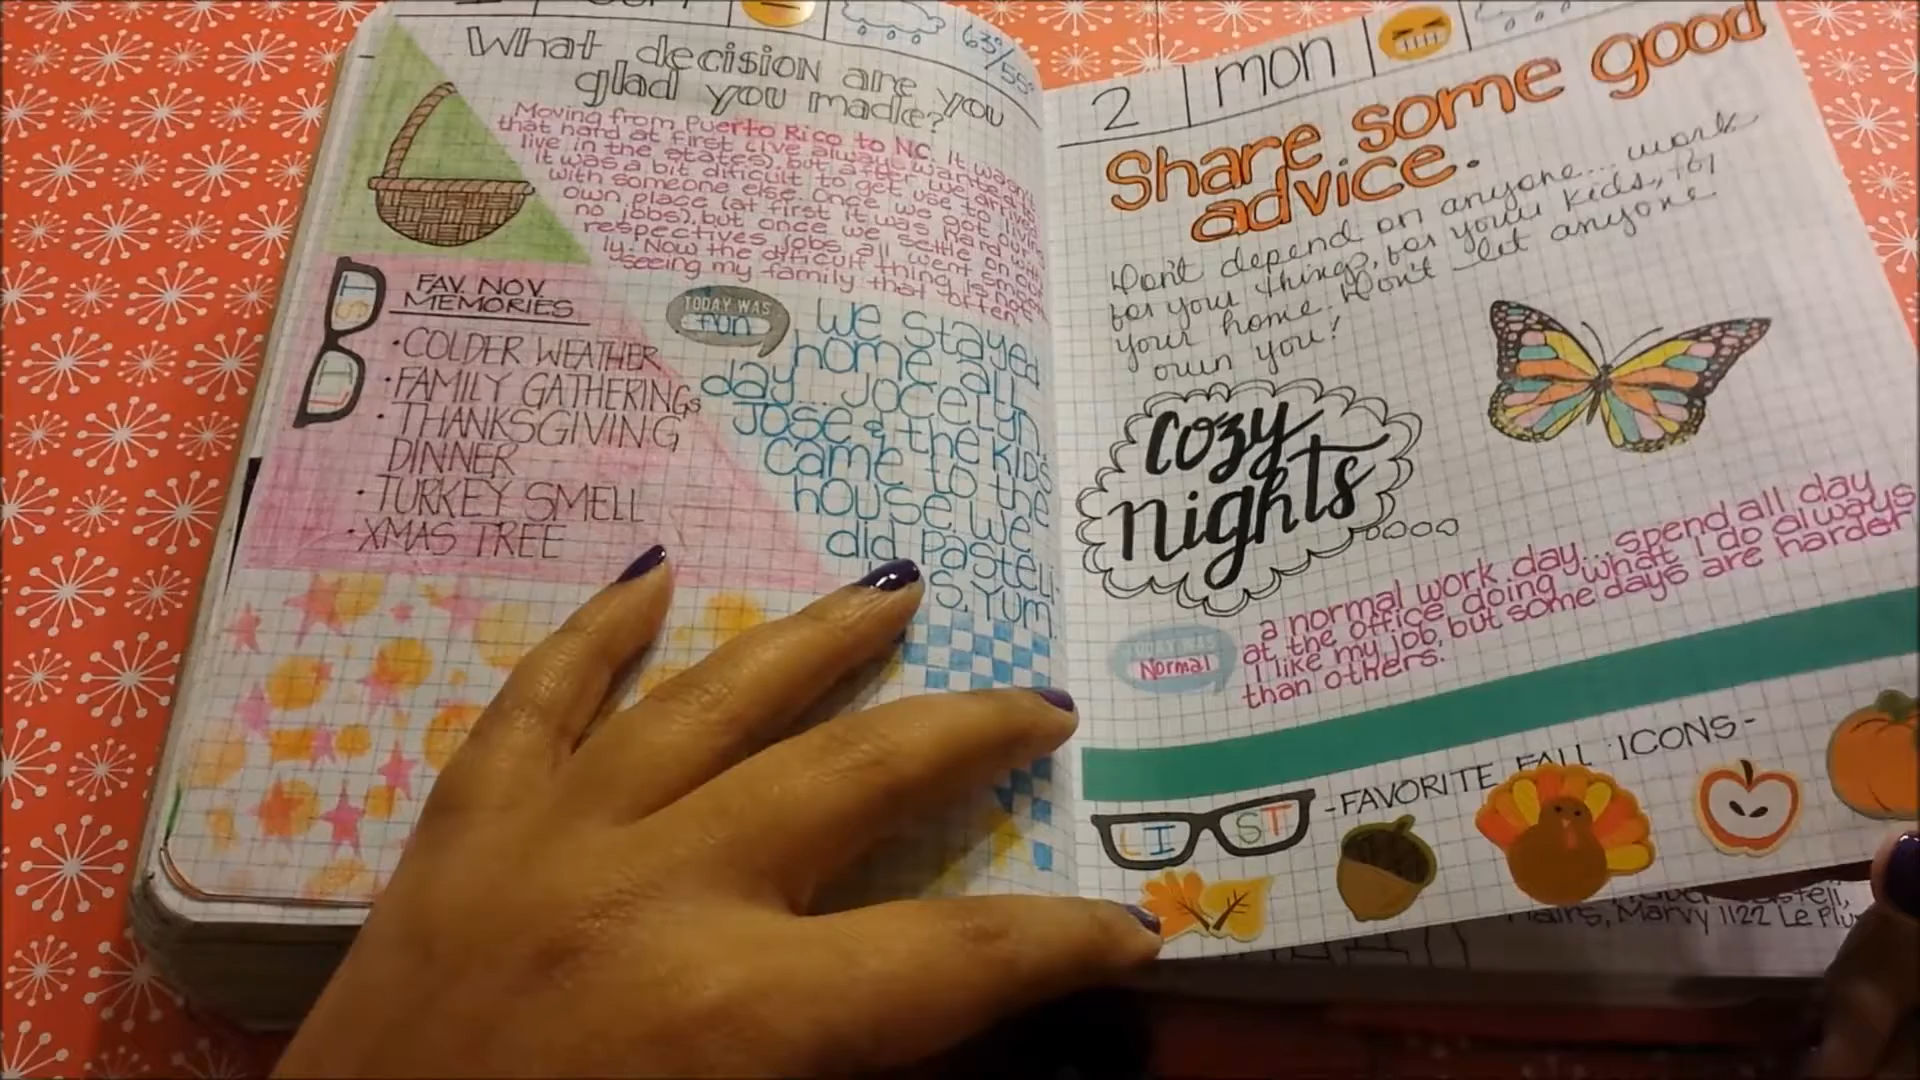 63°/55°
What decision are you
glad you made?
Moving from Puerto Rico to NC. It wasn't
that hard at first (I've always wanted to
live in the states), but after we arrived
it was a bit dificult to get use to living
with someone else. Once we got our
own place (at first it was hard with
no jobs), but once we settle on our
respectives jobs, all went smooth
ly. Now the difficult thing is not
seeing my family that often.
FAV. NOV.
MEMORIES
· COLDER WEATHER
· FAMILY GATHERINGs
· THANKSGIVING
DINNER
· TURKEY SMELL
· XMAS TREE
LIST
TODAY WAS
fun
We stayed
home all
day... Jocelyn,
Jose & the kids
came to the
house. We
did pasteli-
s. Yum.
2 mon
Share some good
advice.
Don't depend on anyone... work
for your things, for your kids, for
your home. Don't let anyone
own you!
cozy
nights
TODAY WAS
Normal
a normal work day... spend all day
at the office doing what I do always
I like my job, but some days are harder
than others.
LIST
-FAVORITE FALL ICONS-
Marvy 1122 Le Plu